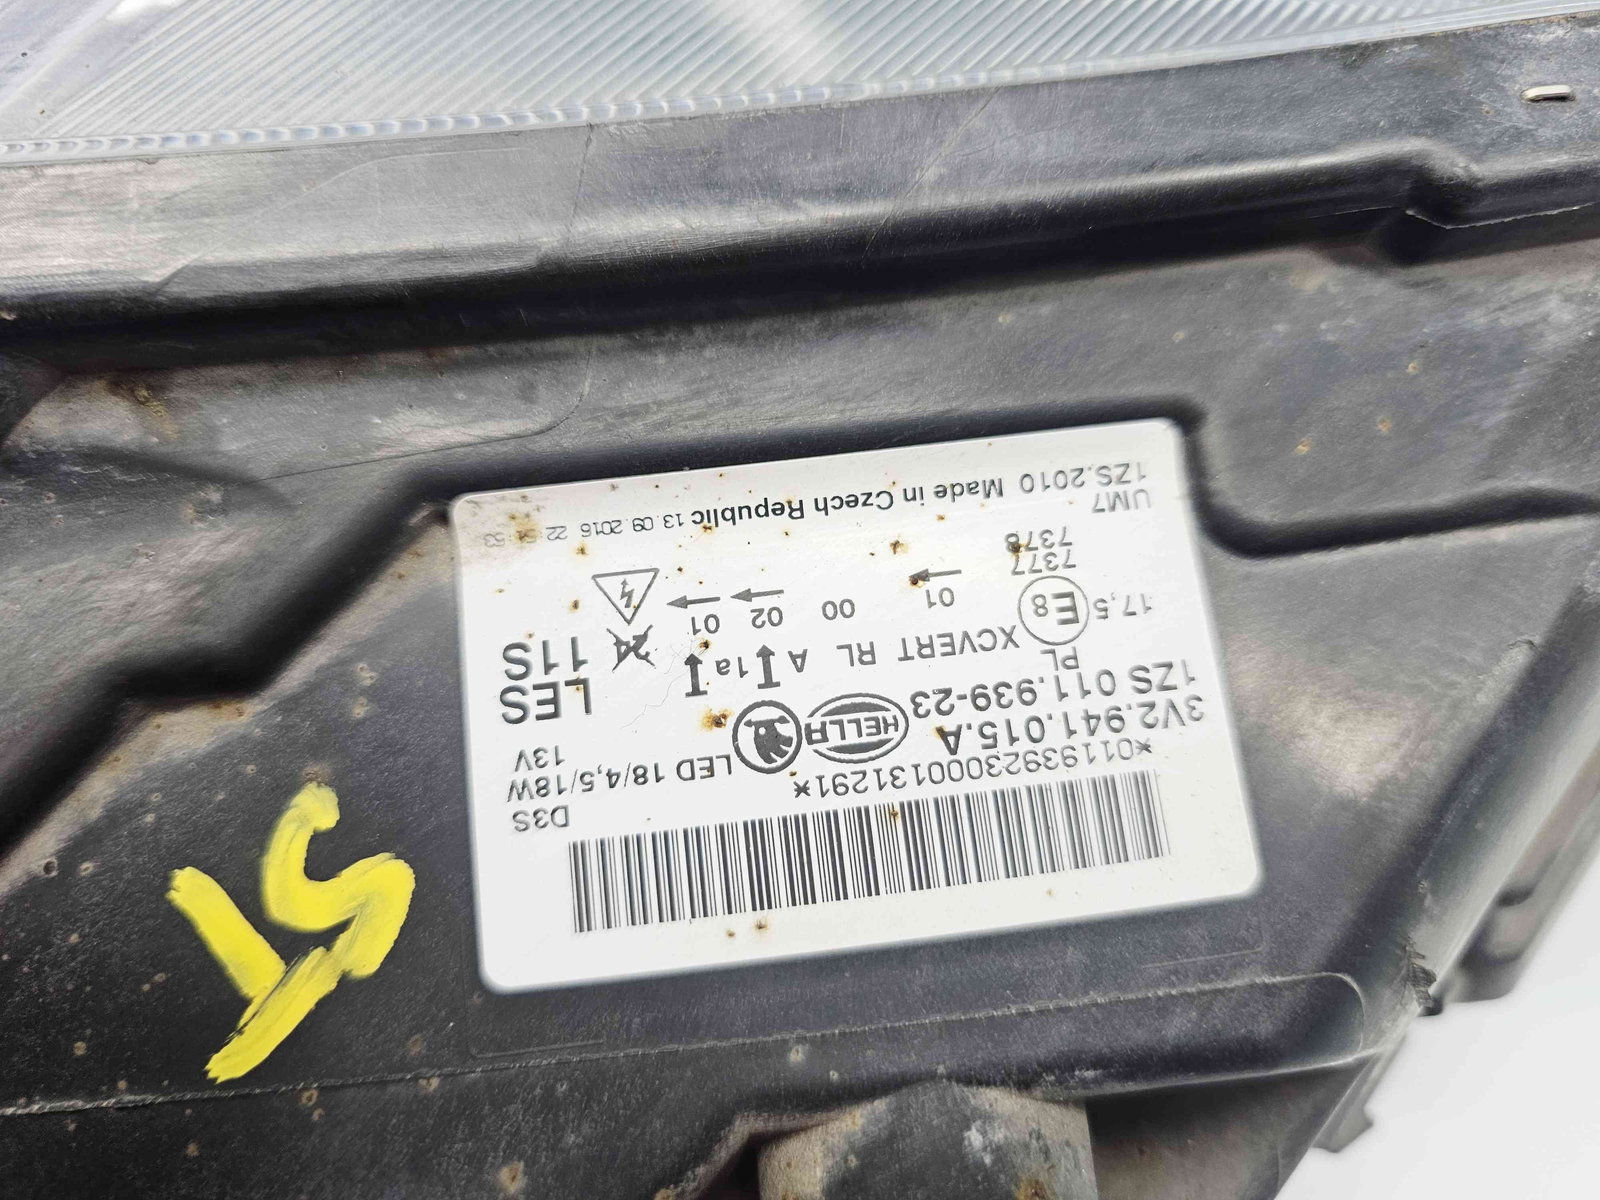 D3S
*01193923000131291*
3V2.941.015.A
LED 18/4,5/18W
1ZS 011.939-23
HELLA
13V
PL
XCVERT RL A 1a
LES
17,5 E8 01 00 02 01 24
11S
7377
7378
UM7
1ZS.2010 Made in Czech Republic 13.09.2016 22